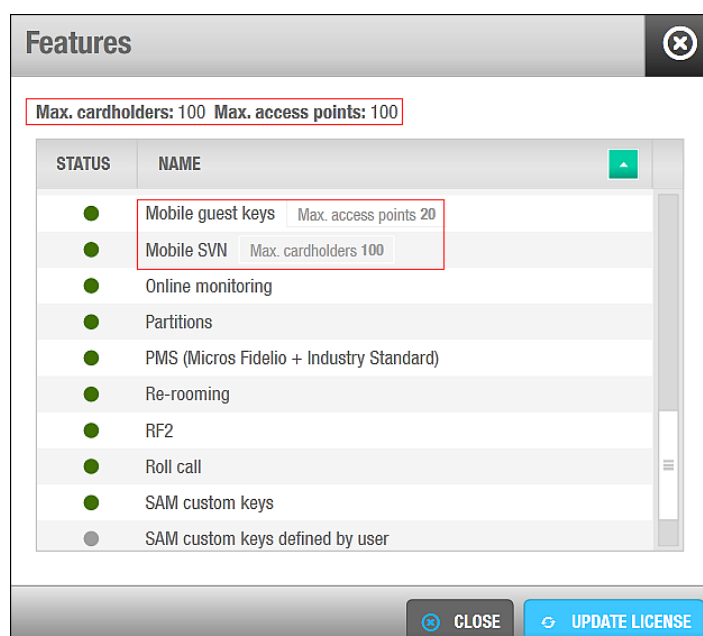 Features
Max. cardholders: 100 Max. access points: 100
STATUS NAME
Mobile guest keys Max. access points 20
Mobile SVN Max. cardholders 100
Online monitoring
Partitions
PMS (Micros Fidelio + Industry Standard)
Re-rooming
RF2
Roll call
SAM custom keys
SAM custom keys defined by user
CLOSE UPDATE LICENSE